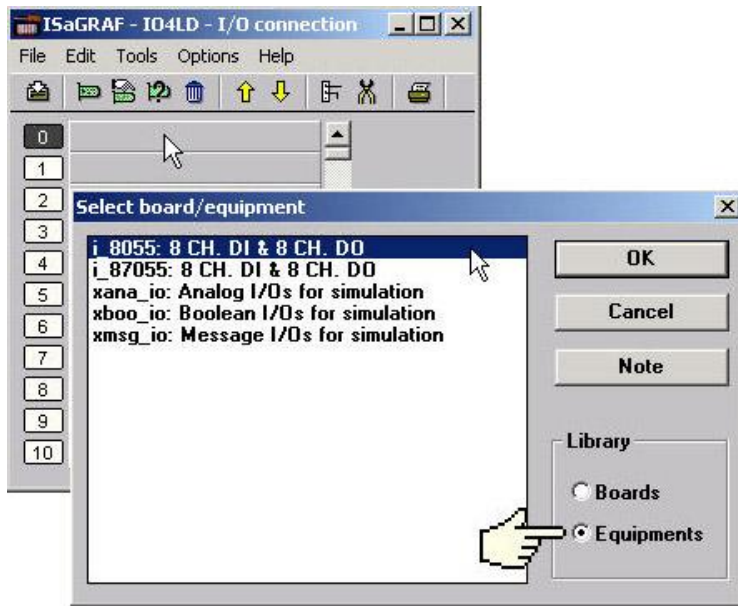 ISaGRAF - IO4LD - I/O connection
File Edit Tools Options Help
0
1
2
3
4
5
6
7
8
9
10
Select board/equipment
i_8055: 8 CH. DI & 8 CH. DO
i_87055: 8 CH. DI & 8 CH. DO
xana_io: Analog I/Os for simulation
xboo_io: Boolean I/Os for simulation
xmsg_io: Message I/Os for simulation
OK
Cancel
Note
Library
Boards
Equipments